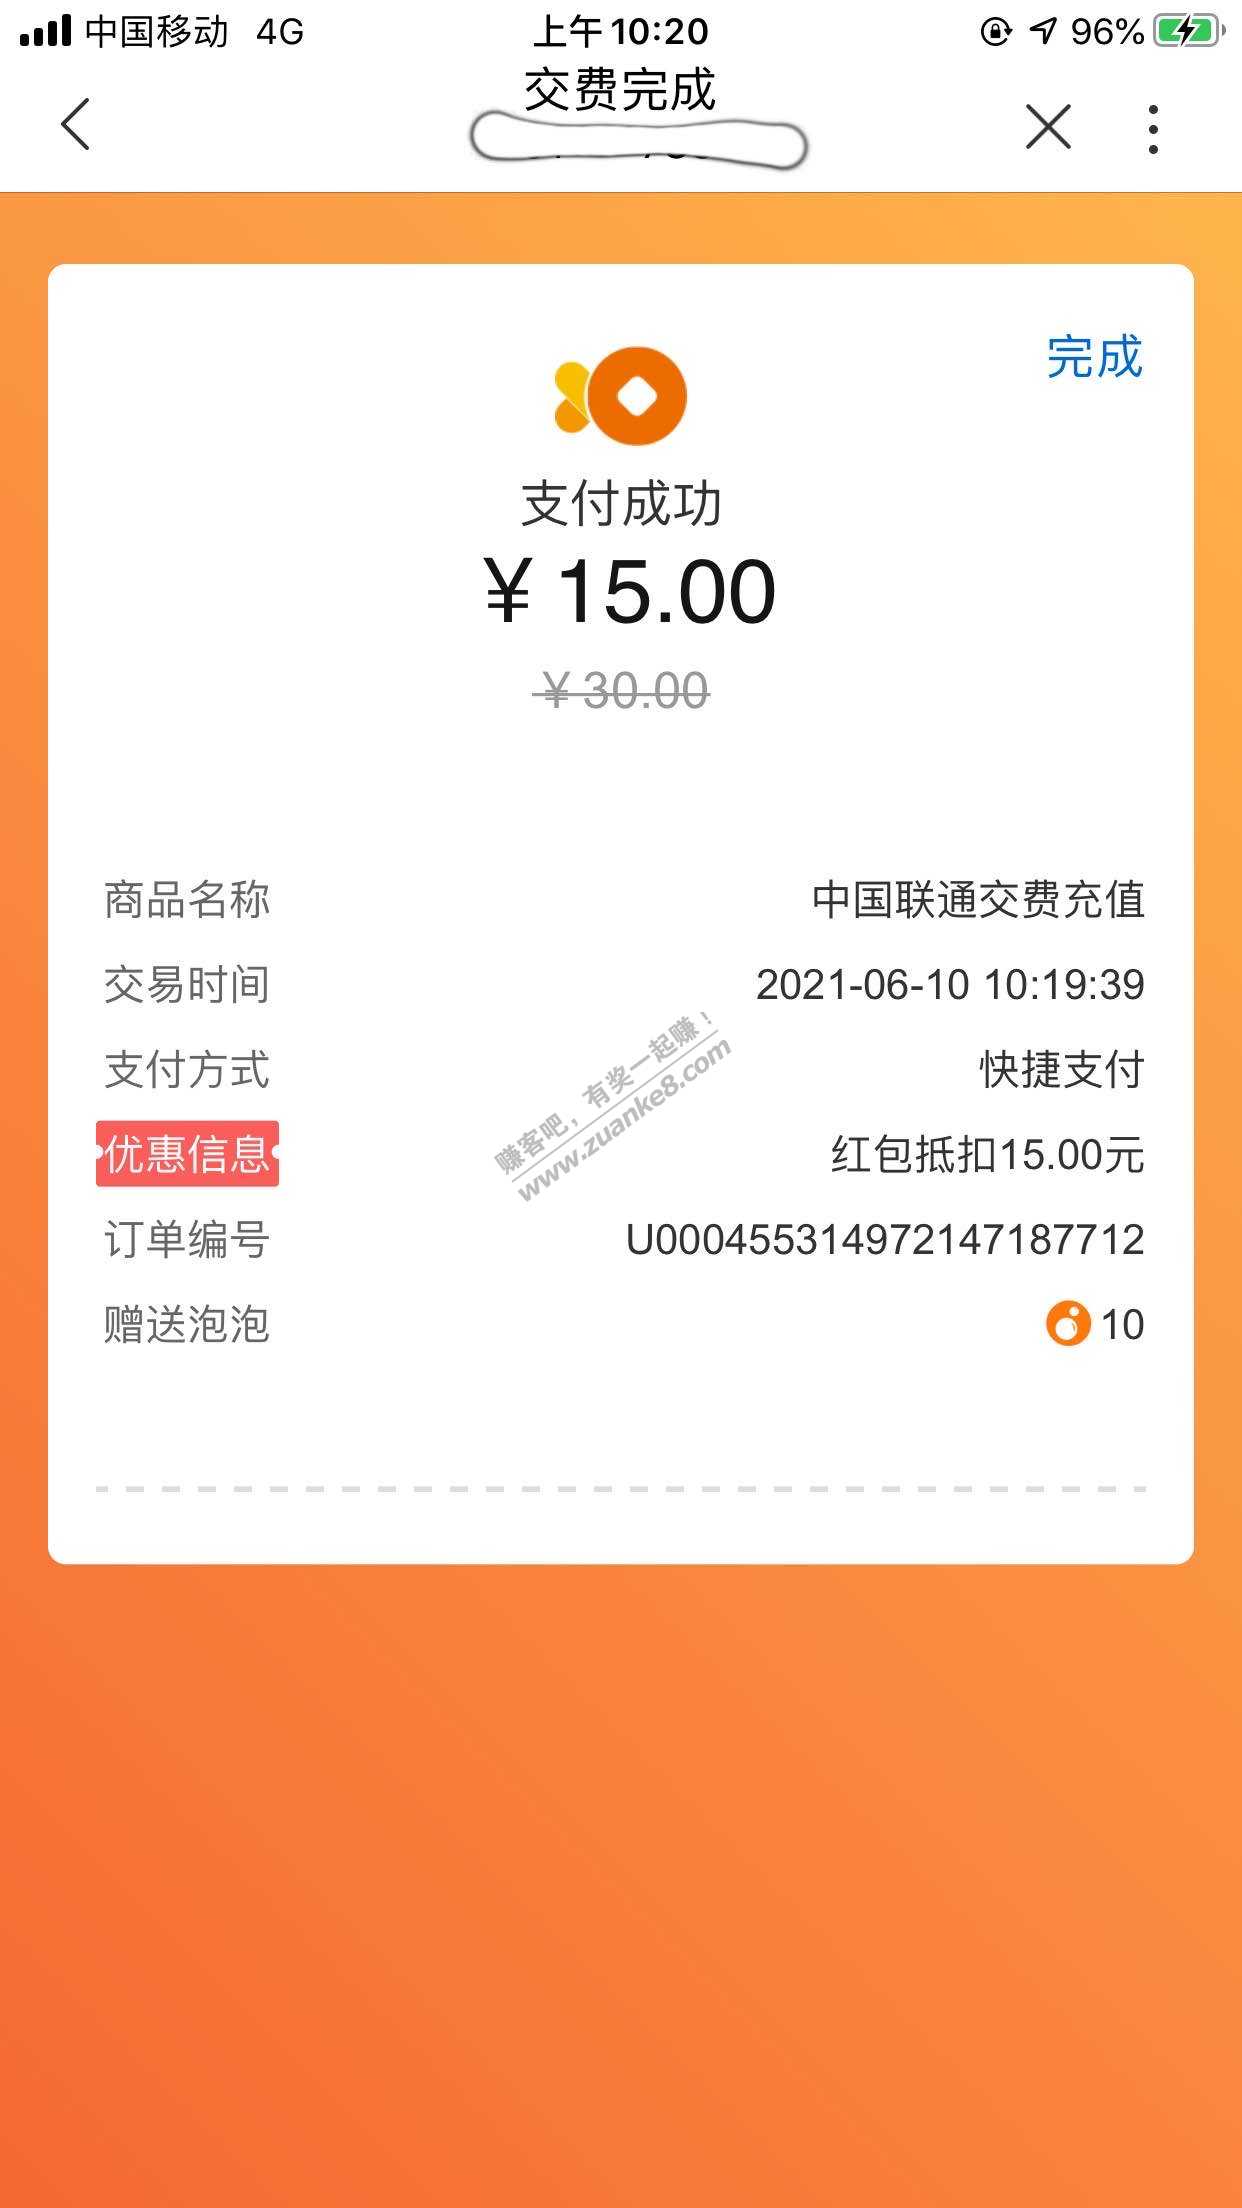 中国移动 4G 上午10:20 96%
交费完成
完成
支付成功
¥15.00
¥30.00
商品名称 中国联通交费充值
交易时间 2021-06-10 10:19:39
支付方式 快捷支付
优惠信息 红包抵扣15.00元
订单编号 U0004553149721471​87712
赠送泡泡 10
赚客吧，有奖一起赚！
www.zuanke8.com